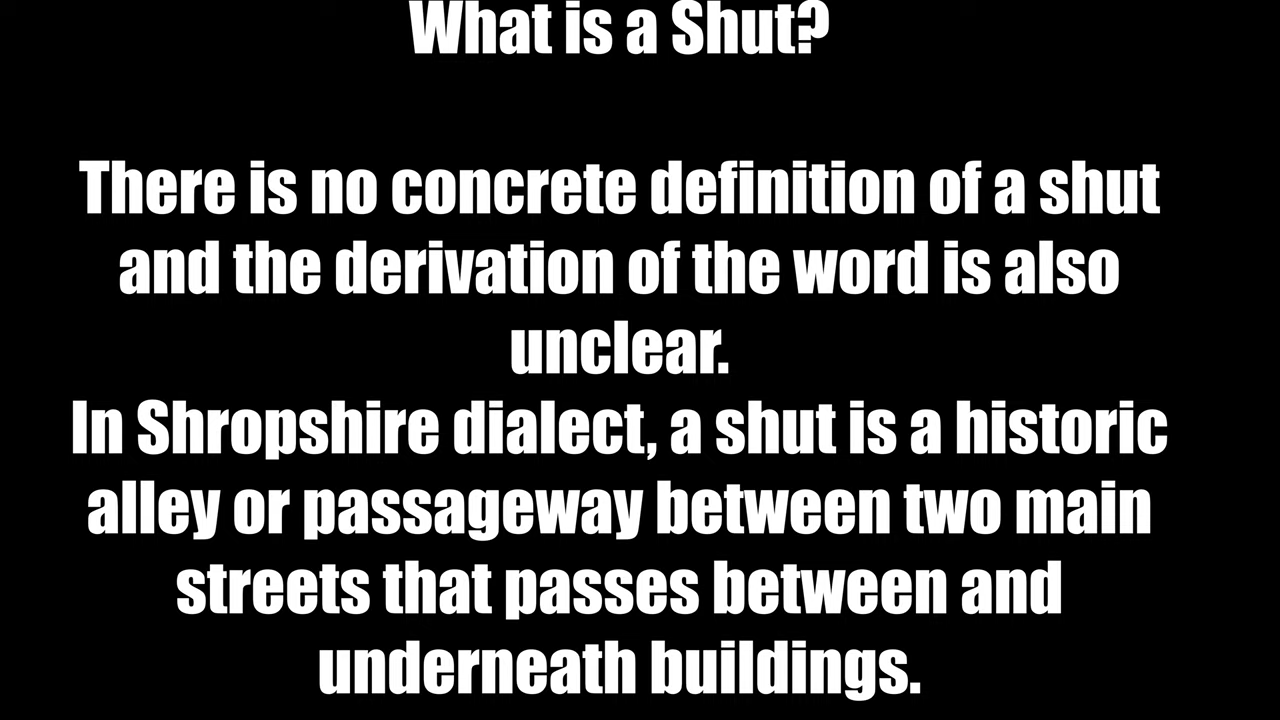 What is a Shut?
There is no concrete definition of a shut
and the derivation of the word is also
unclear.
In Shropshire dialect, a shut is a historic
alley or passageway between two main
streets that passes between and
underneath buildings.